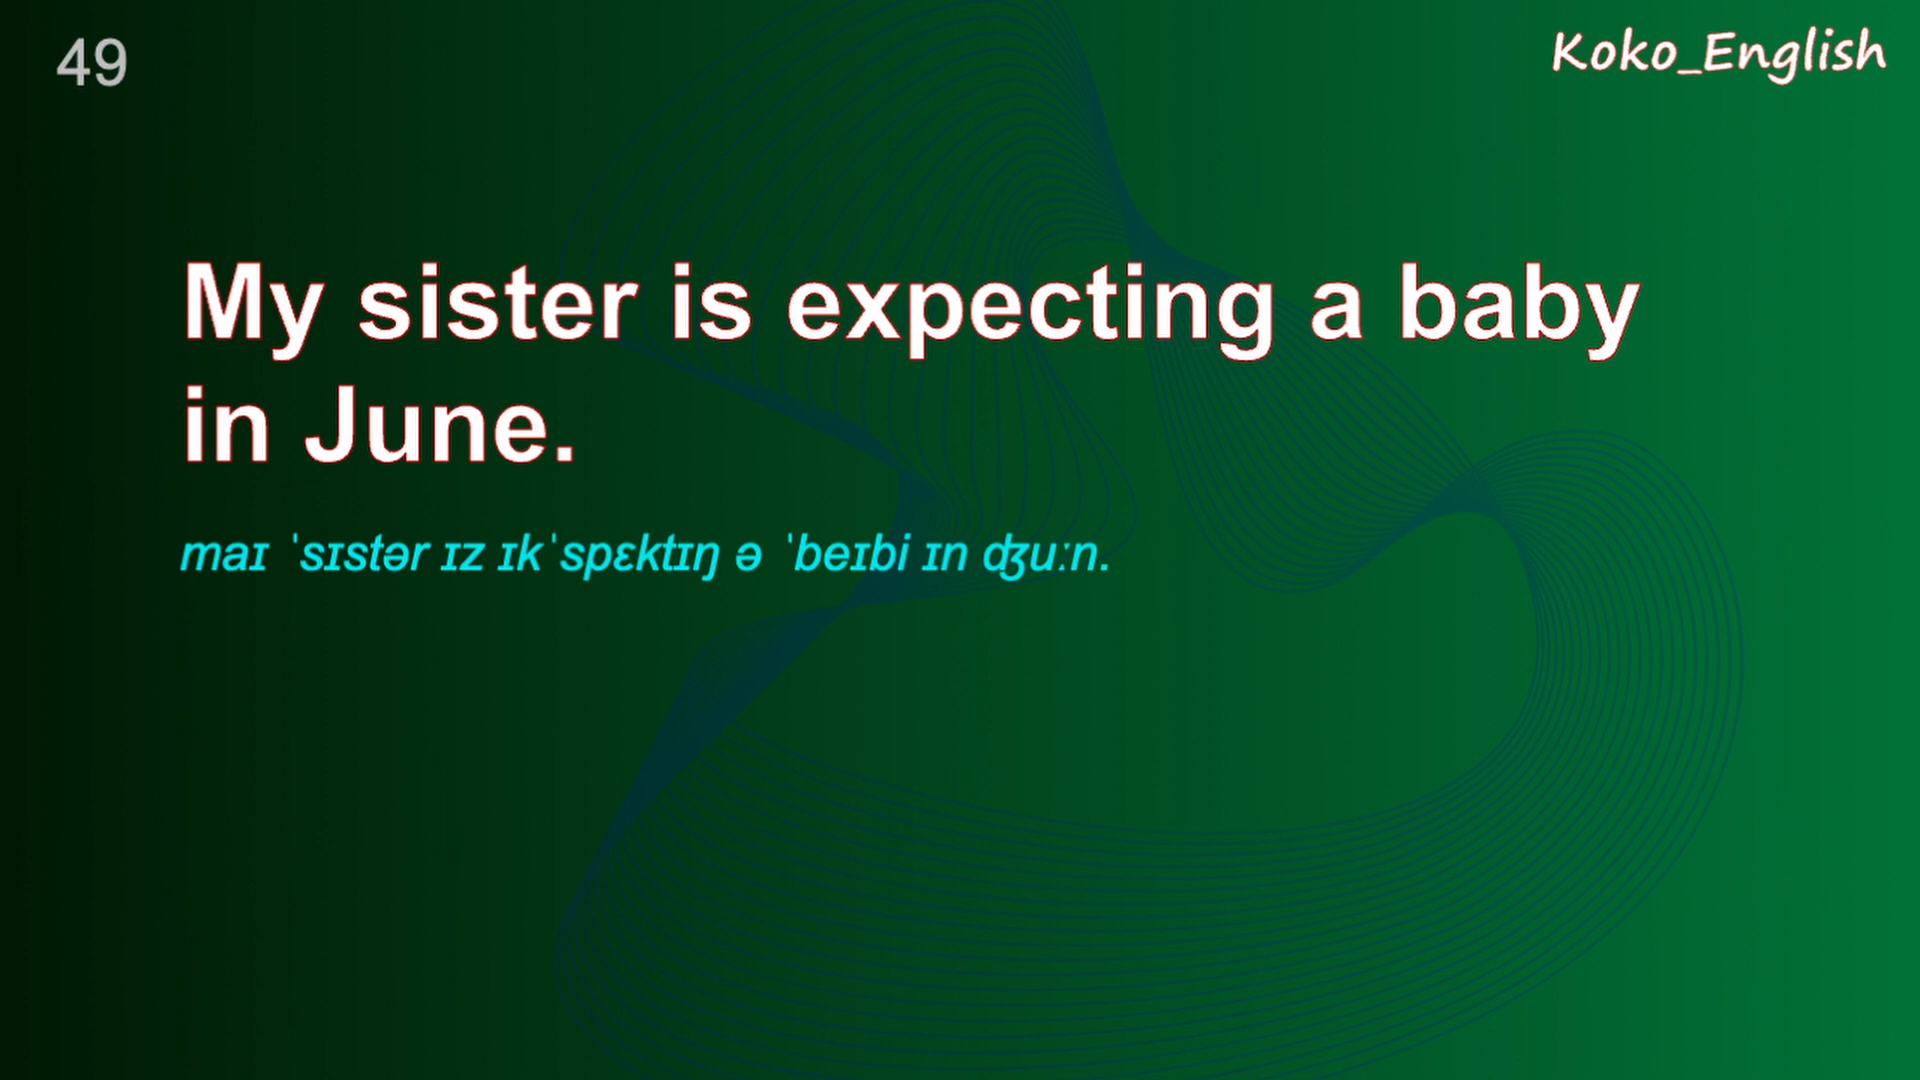 49
Koko_English
My sister is expecting a baby
in June.
maɪ ˈsɪstər ɪz ɪkˈspɛktɪŋ ə ˈbeɪbi ɪn ʤuːn.